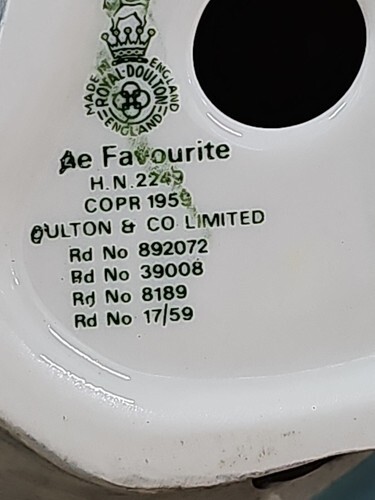 MADE IN ENGLAND
ROYAL·DOULTON
ENGLAND
Ae Favourite
H.N.2249
COPR 1959
OULTON & CO LIMITED
Rd No 892072
Rd No 39008
Rd No 8189
Rd No 17/59